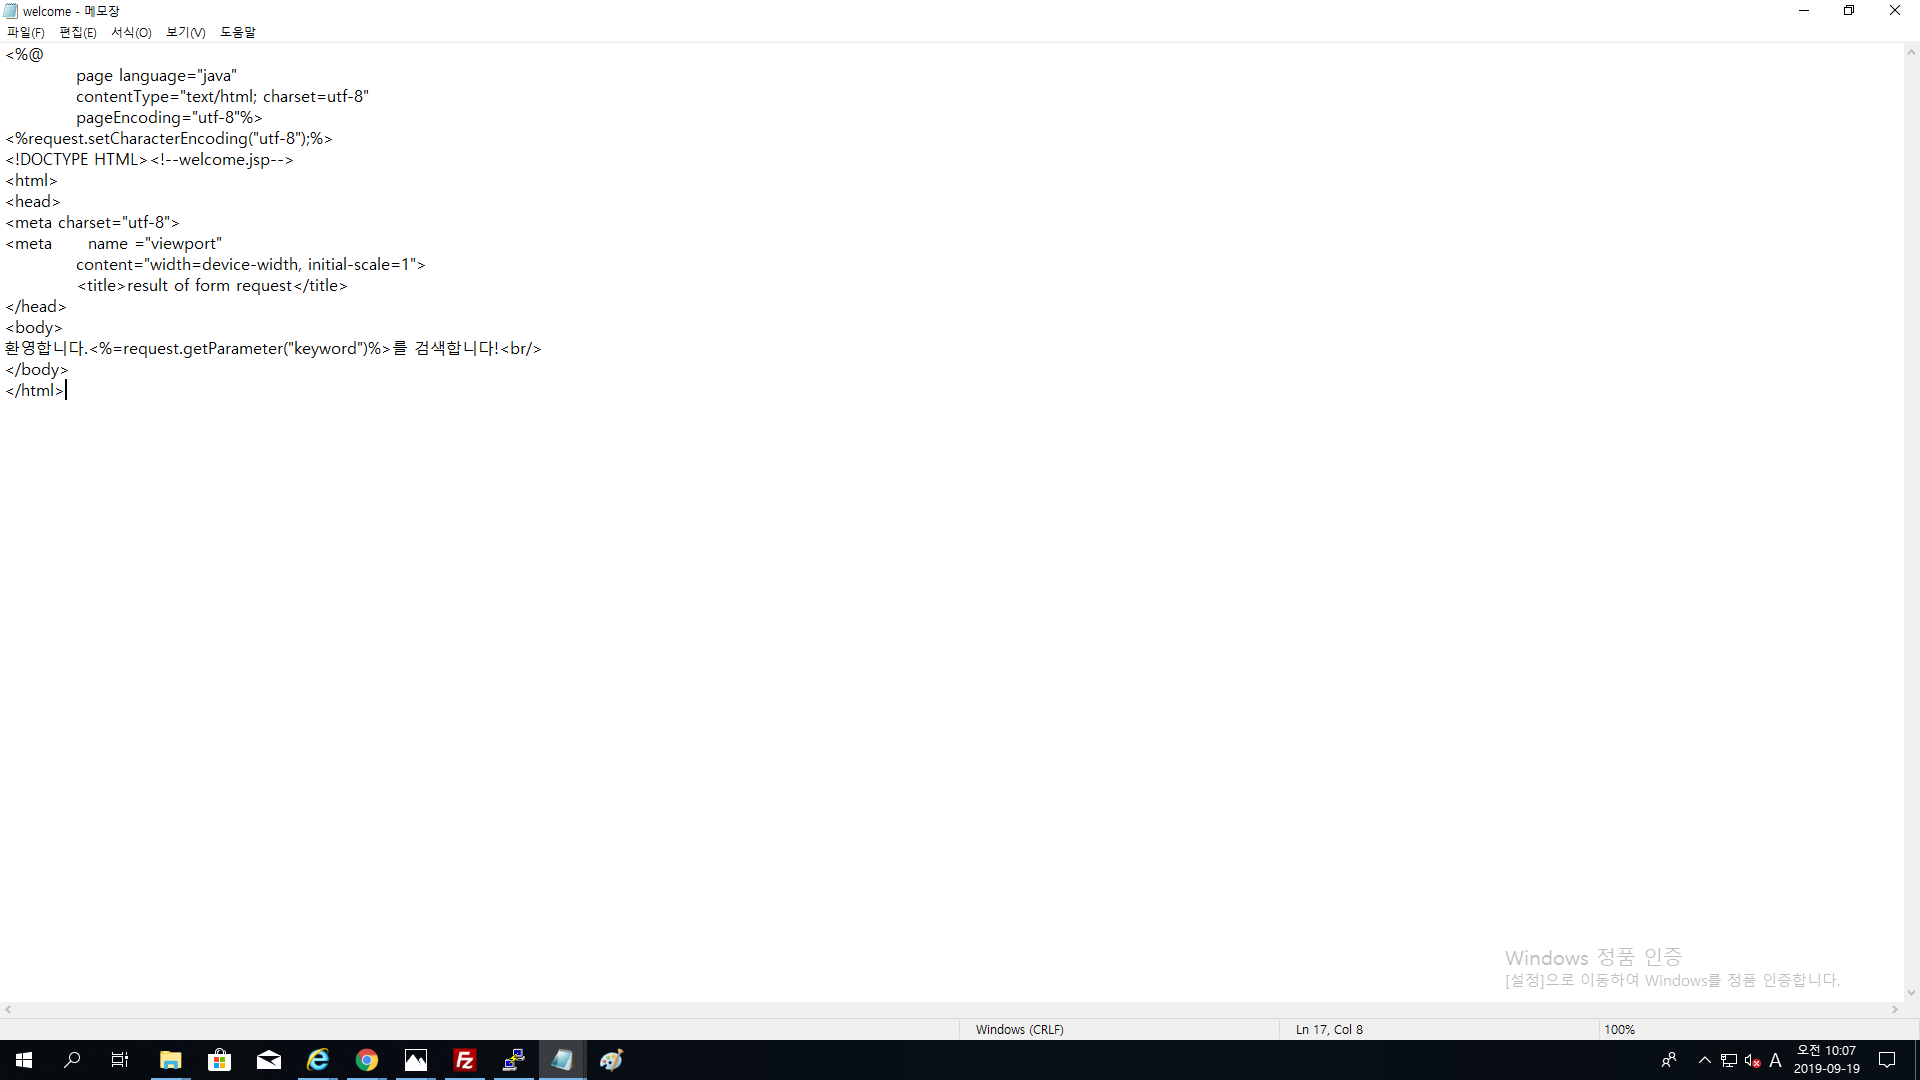 welcome - 메모장
파일(F) 편집(E) 서식(O) 보기(V) 도움말
<%@
page language="java"
contentType="text/html; charset=utf-8"
pageEncoding="utf-8"%>
<%request.setCharacterEncoding("utf-8");%>
<!DOCTYPE HTML><!--welcome.jsp-->
<html>
<head>
<meta charset="utf-8">
<meta name ="viewport"
content="width=device-width, initial-scale=1">
<title>result of form request</title>
</head>
<body>
환영합니다.<%=request.getParameter("keyword")%>를 검색합니다!<br/>
</body>
</html>
Windows 정품 인증
[설정]으로 이동하여 Windows를 정품 인증합니다.
Windows (CRLF) Ln 17, Col 8 100%
A 오전 10:07
2019-09-19